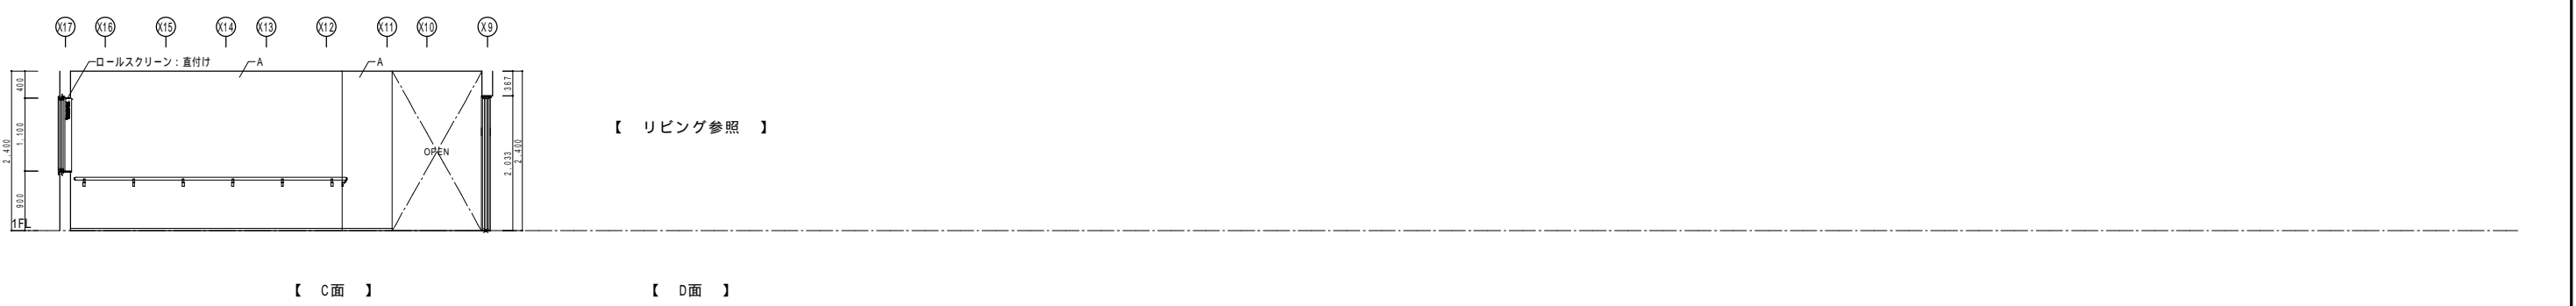 X17 X16 X15 X14 X13 X12 X11 X10 X9
ロールスクリーン：直付け
A
A
400
1,100
900
2,400
367
2,033
2,400
OPEN
1FL
【　リビング参照　】
【　C面　】
【　D面　】